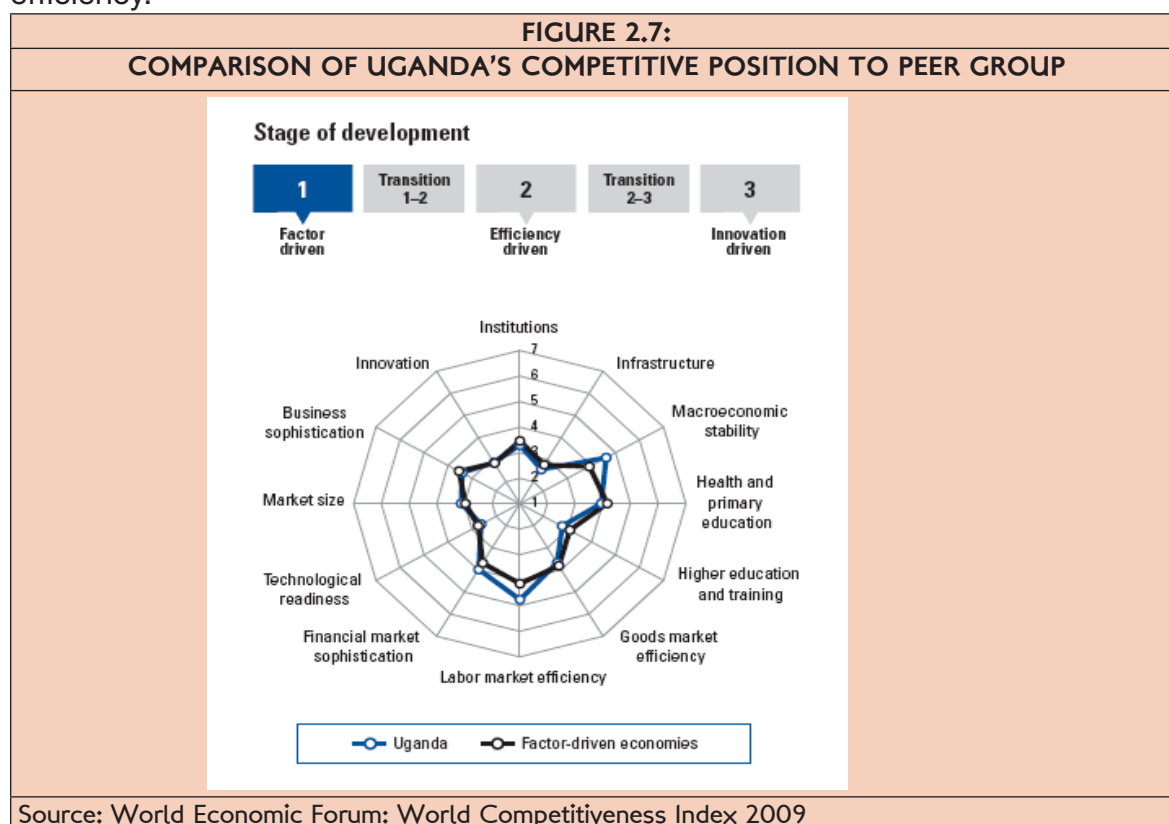 efficiency.
FIGURE 2.7:
COMPARISON OF UGANDA'S COMPETITIVE POSITION TO PEER GROUP
Stage of development
1
Transition
1–2
2
Transition
2–3
3
Factor
driven
Efficiency
driven
Innovation
driven
Institutions
7
6
5
4
3
2
1
Infrastructure
Macroeconomic
stability
Health and
primary
education
Higher education
and training
Goods market
efficiency
Labor market efficiency
Financial market
sophistication
Technological
readiness
Market size
Business
sophistication
Innovation
Uganda
Factor-driven economies
Source: World Economic Forum: World Competitiveness Index 2009